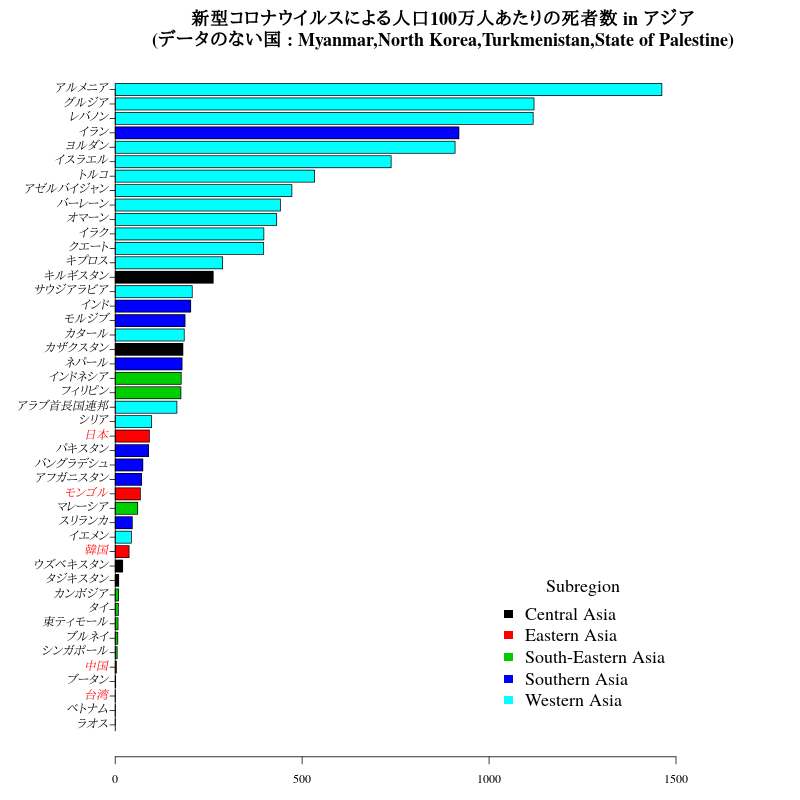 新型コロナウイルスによる人口100万人あたりの死者数 in アジア
(データのない国 : Myanmar,North Korea,Turkmenistan,State of Palestine)
アルメニア
グルジア
レバノン
イラン
ヨルダン
イスラエル
トルコ
アゼルバイジャン
バーレーン
オマーン
イラク
クエート
キプロス
キルギスタン
サウジアラビア
インド
モルジブ
カタール
カザクスタン
ネパール
インドネシア
フィリピン
アラブ首長国連邦
シリア
日本
パキスタン
バングラデシュ
アフガニスタン
モンゴル
マレーシア
スリランカ
イエメン
韓国
ウズベキスタン
タジキスタン
カンボジア
タイ
東ティモール
ブルネイ
シンガポール
中国
ブータン
台湾
ベトナム
ラオス
Subregion
Central Asia
Eastern Asia
South-Eastern Asia
Southern Asia
Western Asia
0 500 1000 1500